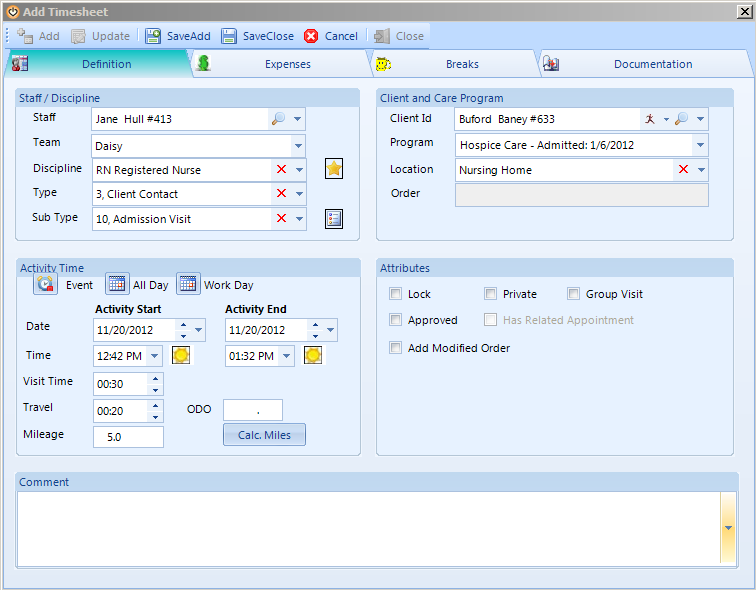 Add Timesheet
Add Update SaveAdd SaveClose Cancel Close
Definition Expenses Breaks Documentation
Staff / Discipline
Staff Jane Hull #413
Team Daisy
Discipline RN Registered Nurse
Type 3, Client Contact
Sub Type 10, Admission Visit
Client and Care Program
Client Id Buford Baney #633
Program Hospice Care - Admitted: 1/6/2012
Location Nursing Home
Order
Activity Time
Event All Day Work Day
Activity Start Activity End
Date 11/20/2012 11/20/2012
Time 12:42 PM 01:32 PM
Visit Time 00:30
Travel 00:20 ODO .
Mileage 5.0 Calc. Miles
Attributes
Lock Private Group Visit
Approved Has Related Appointment
Add Modified Order
Comment